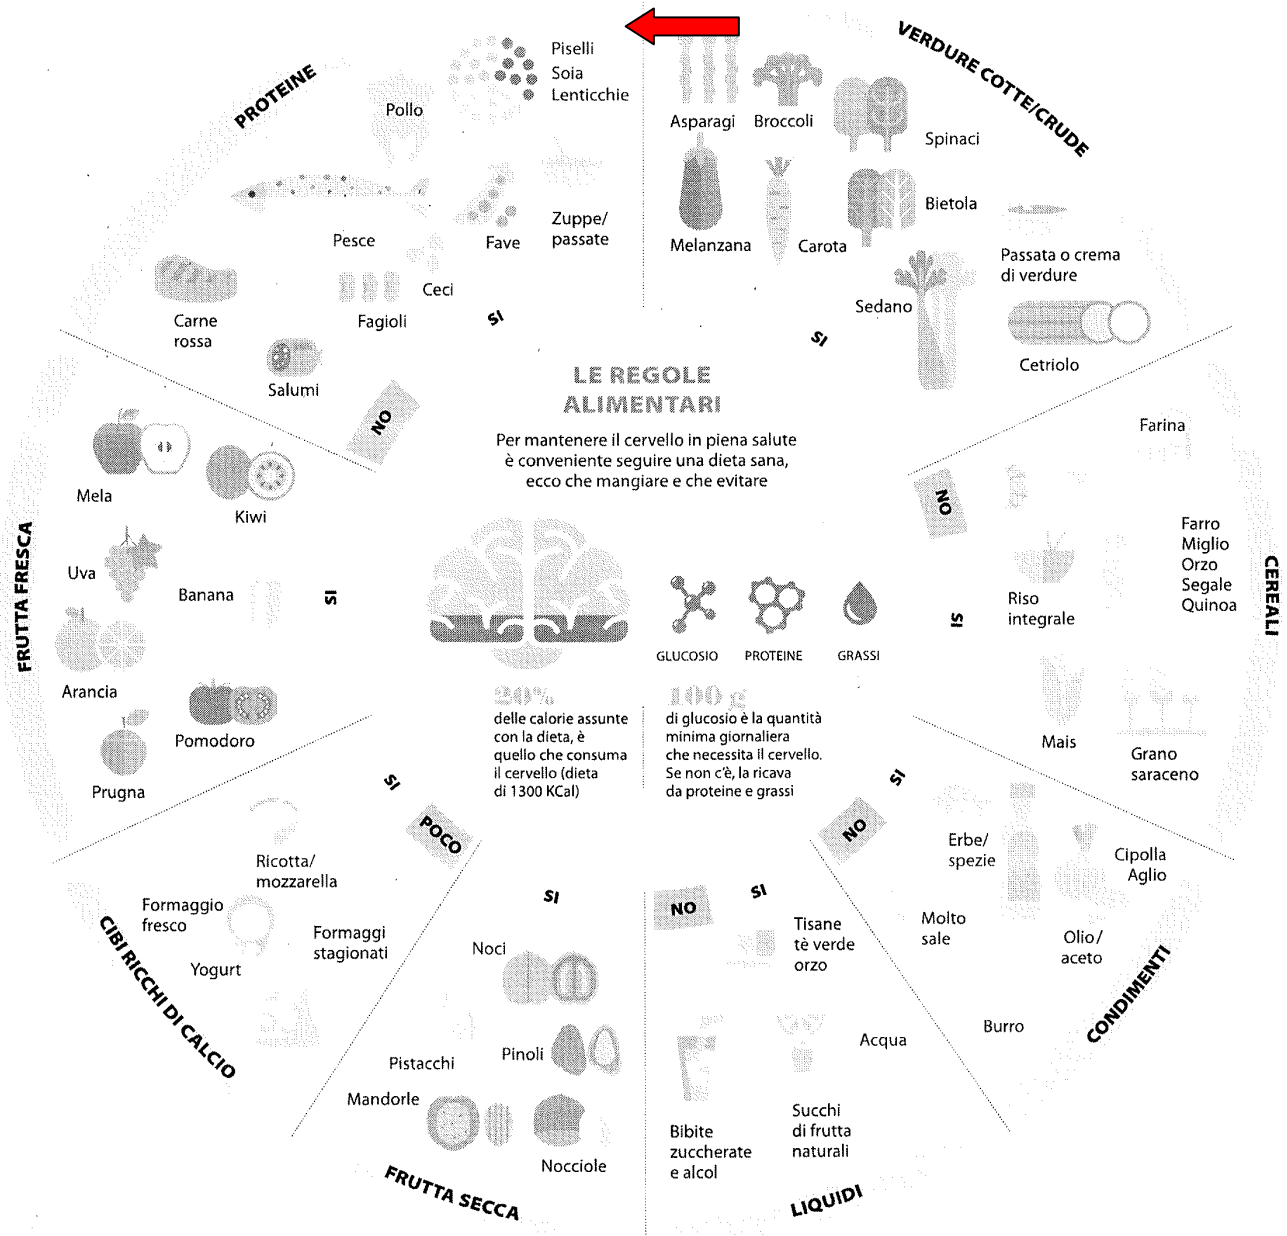 LE REGOLE
ALIMENTARI
Per mantenere il cervello in piena salute
è conveniente seguire una dieta sana,
ecco che mangiare e che evitare
GLUCOSIO
PROTEINE
GRASSI
20%
delle calorie assunte
con la dieta, è
quello che consuma
il cervello (dieta
di 1300 KCal)
100 g
di glucosio è la quantità
minima giornaliera
che necessita il cervello.
Se non c'è, la ricava
da proteine e grassi
PROTEINE
Piselli
Soia
Lenticchie
Pollo
Pesce
Fave
Zuppe/
passate
Ceci
Fagioli
Carne
rossa
Salumi
SI
NO
VERDURE COTTE/CRUDE
Asparagi
Broccoli
Spinaci
Melanzana
Carota
Bietola
Passata o crema
di verdure
Sedano
Cetriolo
SI
CEREALI
Farina
NO
Farro
Miglio
Orzo
Segale
Quinoa
Riso
integrale
SI
Mais
Grano
saraceno
CONDIMENTI
SI
NO
Erbe/
spezie
Cipolla
Aglio
Molto
sale
Olio/
aceto
Burro
LIQUIDI
NO
SI
Tisane
tè verde
orzo
Acqua
Bibite
zuccherate
e alcol
Succhi
di frutta
naturali
FRUTTA SECCA
SI
Noci
Pistacchi
Pinoli
Mandorle
Nocciole
CIBI RICCHI DI CALCIO
SI
POCO
Ricotta/
mozzarella
Formaggio
fresco
Yogurt
Formaggi
stagionati
FRUTTA FRESCA
Mela
Kiwi
Uva
Banana
SI
Arancia
Pomodoro
Prugna